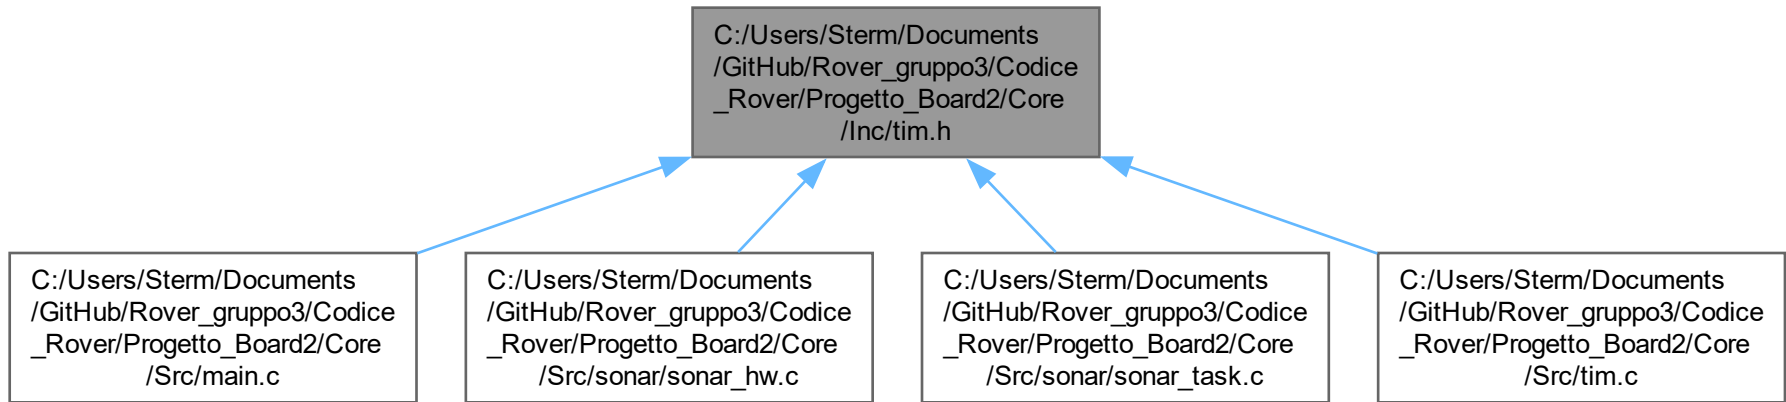 C:/Users/Sterm/Documents
/GitHub/Rover_gruppo3/Codice
_Rover/Progetto_Board2/Core
/Inc/tim.h
C:/Users/Sterm/Documents
/GitHub/Rover_gruppo3/Codice
_Rover/Progetto_Board2/Core
/Src/main.c
C:/Users/Sterm/Documents
/GitHub/Rover_gruppo3/Codice
_Rover/Progetto_Board2/Core
/Src/sonar/sonar_hw.c
C:/Users/Sterm/Documents
/GitHub/Rover_gruppo3/Codice
_Rover/Progetto_Board2/Core
/Src/sonar/sonar_task.c
C:/Users/Sterm/Documents
/GitHub/Rover_gruppo3/Codice
_Rover/Progetto_Board2/Core
/Src/tim.c